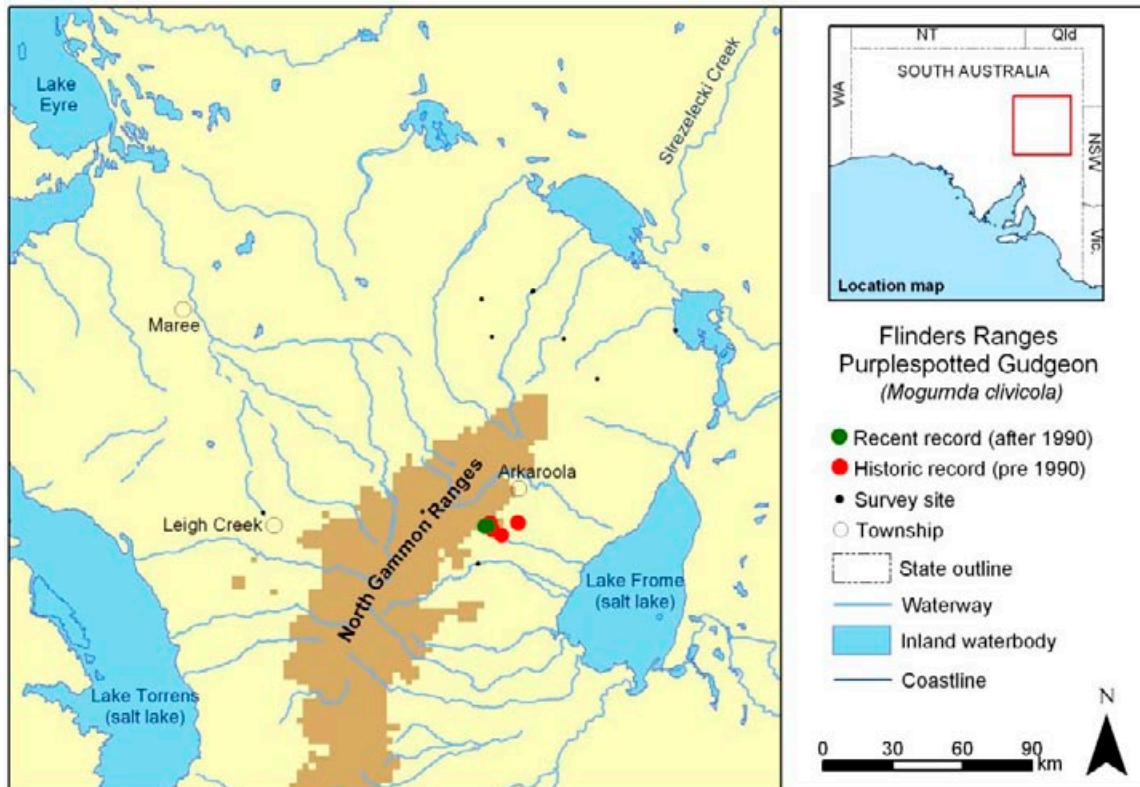 Lake
Eyre
Strezelecki Creek
Maree
Arkaroola
Leigh Creek
North Gammon Ranges
Lake Frome
(salt lake)
Lake Torrens
(salt lake)
NT
Qld
SOUTH AUSTRALIA
WA
NSW
Vic.
Location map
Flinders Ranges
Purplespotted Gudgeon
(Mogurnda clivicola)
Recent record (after 1990)
Historic record (pre 1990)
Survey site
Township
State outline
Waterway
Inland waterbody
Coastline
N
0 30 60 90
km